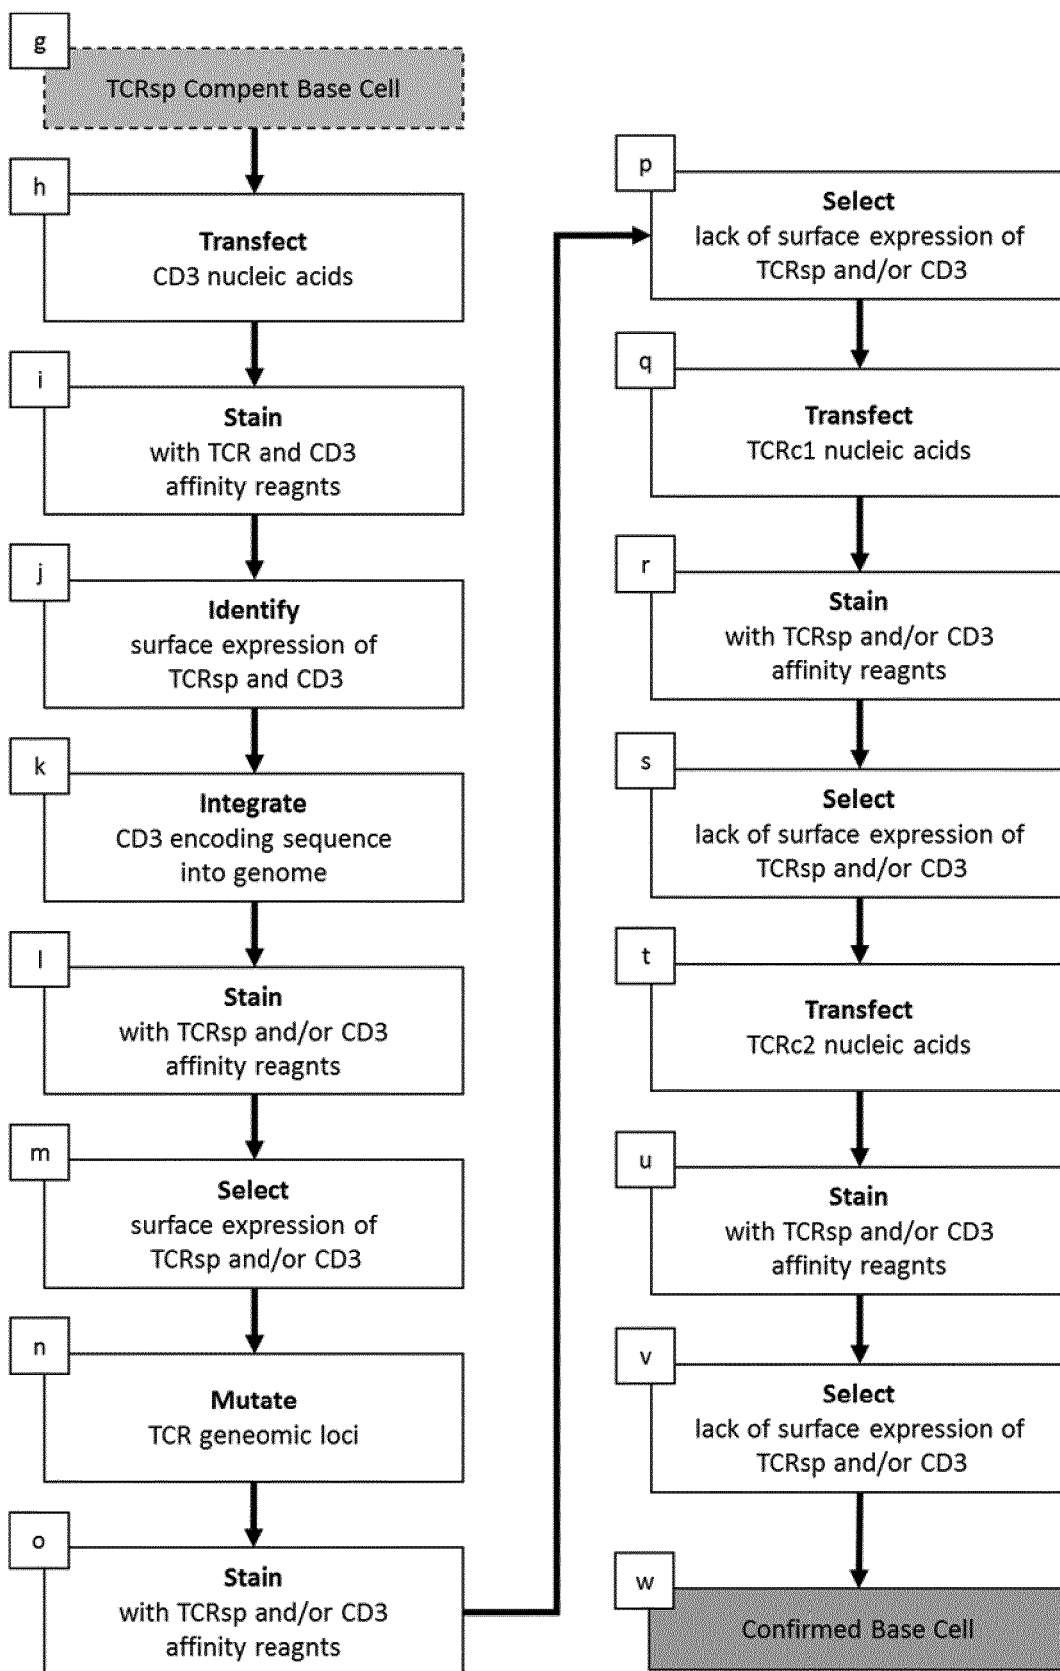 g
TCRsp Compent Base Cell
h
Transfect
CD3 nucleic acids
i
Stain
with TCR and CD3
affinity reagnts
j
Identify
surface expression of
TCRsp and CD3
k
Integrate
CD3 encoding sequence
into genome
l
Stain
with TCRsp and/or CD3
affinity reagnts
m
Select
surface expression of
TCRsp and/or CD3
n
Mutate
TCR geneomic loci
o
Stain
with TCRsp and/or CD3
affinity reagnts
p
Select
lack of surface expression of
TCRsp and/or CD3
q
Transfect
TCRc1 nucleic acids
r
Stain
with TCRsp and/or CD3
affinity reagnts
s
Select
lack of surface expression of
TCRsp and/or CD3
t
Transfect
TCRc2 nucleic acids
u
Stain
with TCRsp and/or CD3
affinity reagnts
v
Select
lack of surface expression of
TCRsp and/or CD3
w
Confirmed Base Cell